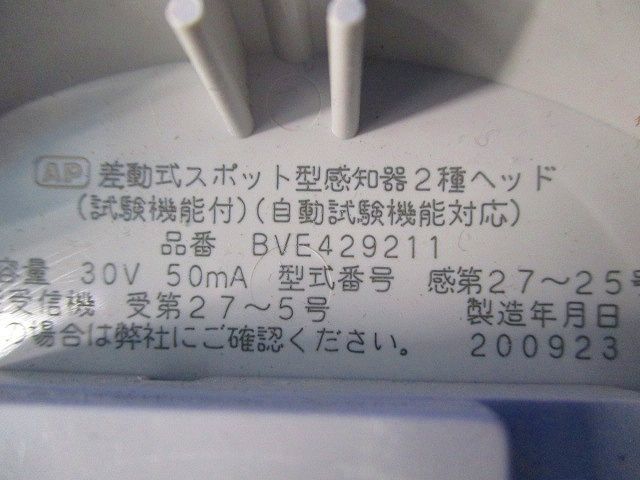 AP 差動式スポット型感知器2種ヘッド
(試験機能付)(自動試験機能対応)
品番 BVE429211
容量 30V 50mA 型式番号 感第27～25号
受信機 受第27～5号 製造年月日
の場合は弊社にご確認ください。 200923